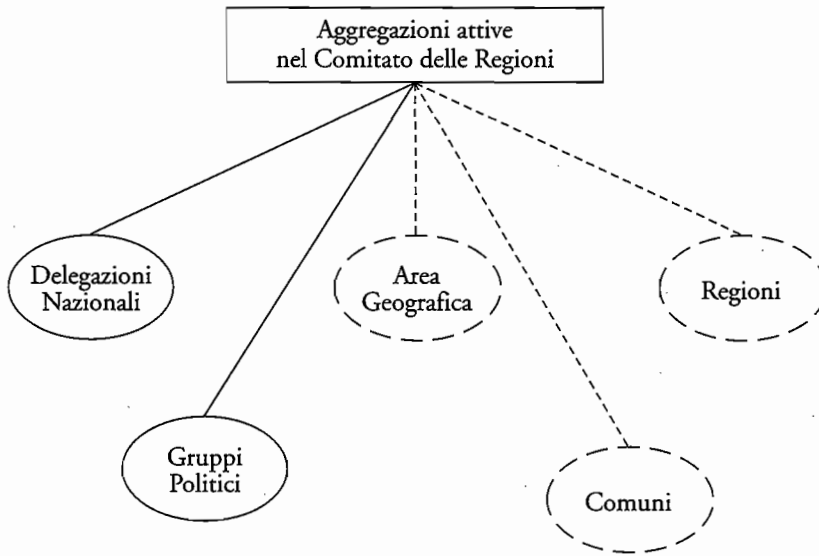 Aggregazioni attive
nel Comitato delle Regioni
Delegazioni
Nazionali
Area
Geografica
Regioni
Gruppi
Politici
Comuni